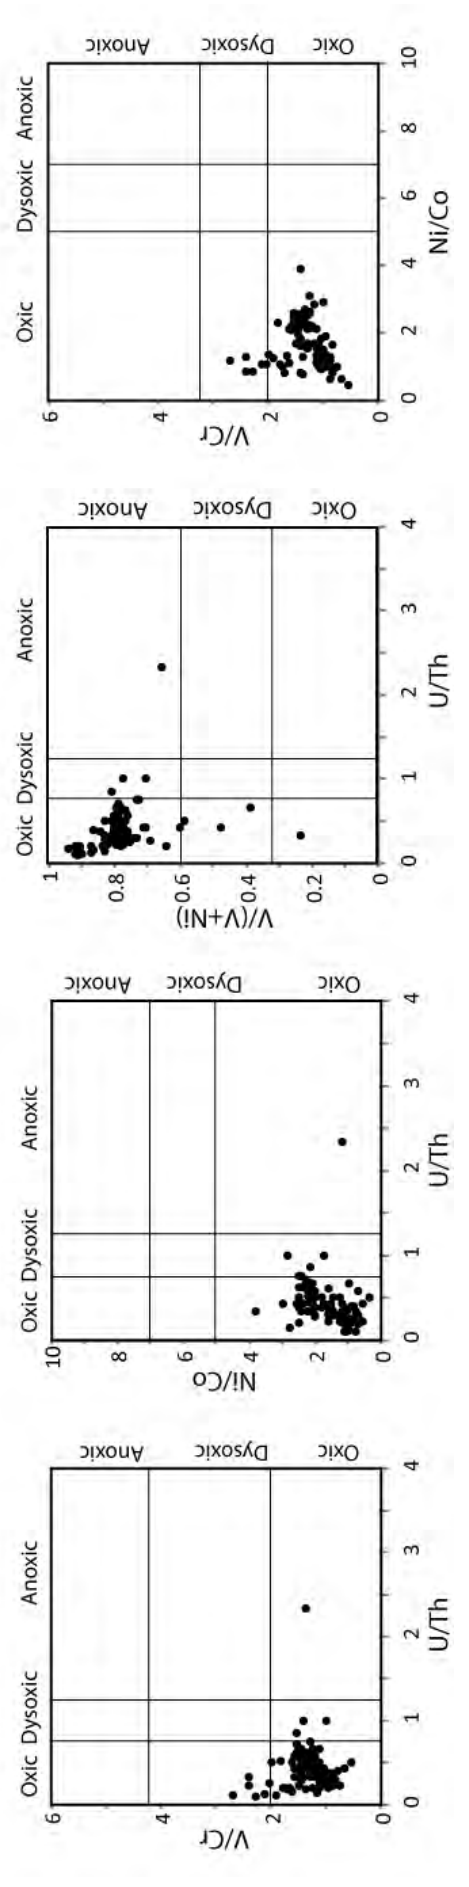 Oxic Dysoxic Anoxic
Anoxic
Dysoxic
Oxic
6
4
2
0
V/Cr
0 1 2 3 4
U/Th
Oxic Dysoxic Anoxic
Anoxic
Dysoxic
Oxic
10
8
6
4
2
0
Ni/Co
0 1 2 3 4
U/Th
Oxic Dysoxic Anoxic
Anoxic
Dysoxic
Oxic
1
0.8
0.6
0.4
0.2
0
V/(V+Ni)
0 1 2 3 4
U/Th
Oxic Dysoxic Anoxic
Anoxic
Dysoxic
Oxic
6
4
2
0
V/Cr
0 2 4 6 8 10
Ni/Co